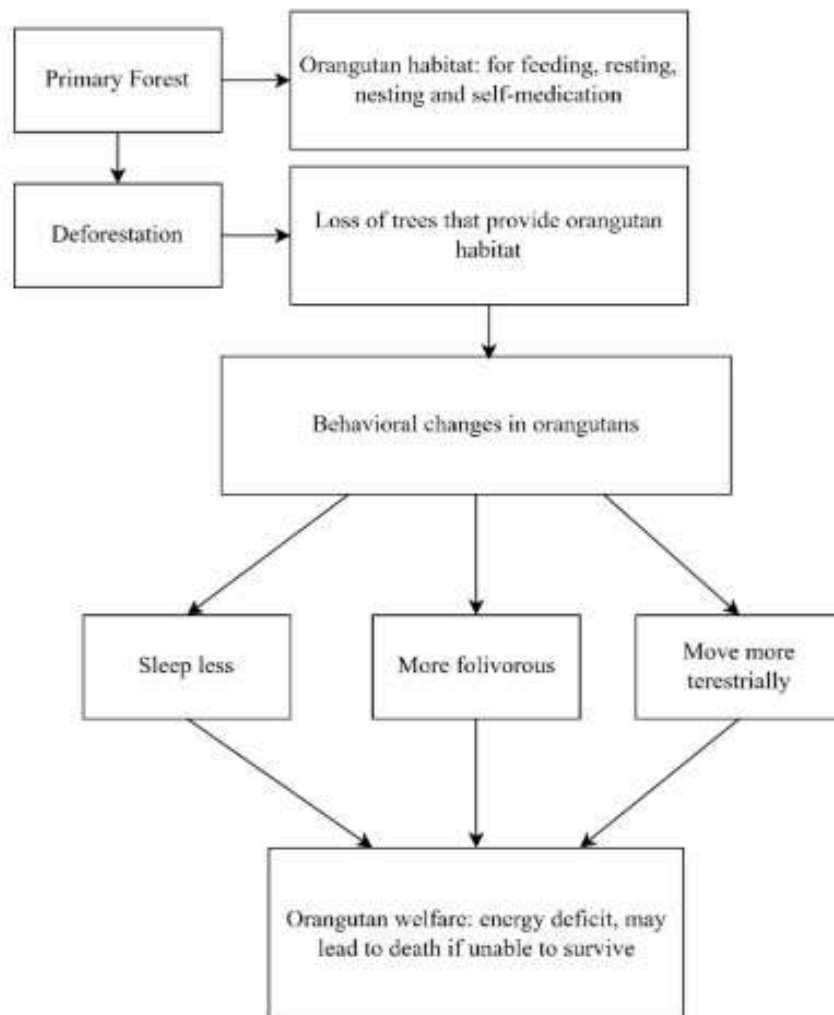 Primary Forest
Orangutan habitat: for feeding, resting,
nesting and self-medication
Deforestation
Loss of trees that provide orangutan
habitat
Behavioral changes in orangutans
Sleep less
More folivorous
Move more
terestrially
Orangutan welfare: energy deficit, may
lead to death if unable to survive